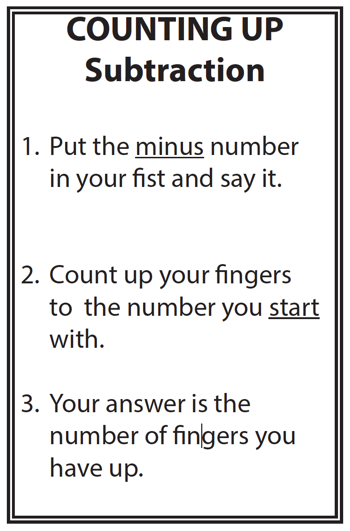 COUNTING UP
Subtraction
1. Put the minus number
in your fist and say it.
2. Count up your fingers
to the number you start
with.
3. Your answer is the
number of fingers you
have up.